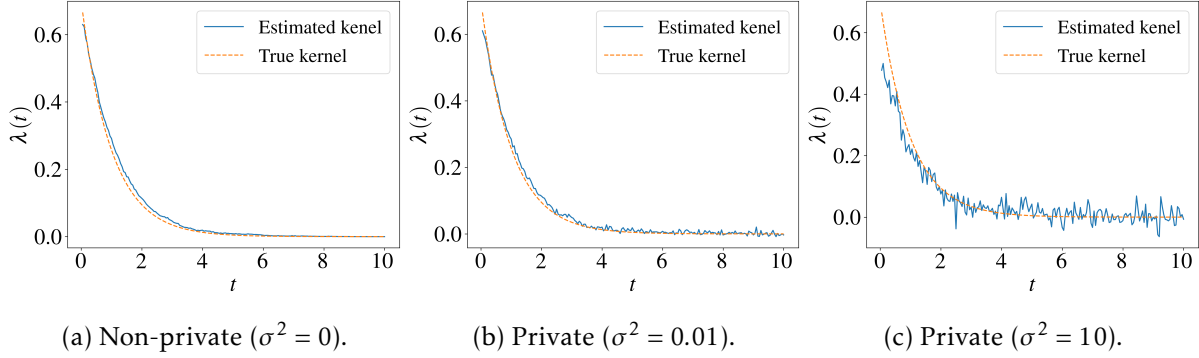 0.6
0.4
0.2
0.0
λ(t)
0 2 4 6 8 10
t
Estimated kenel
True kernel
(a) Non-private (σ² = 0).
0.6
0.4
0.2
0.0
λ(t)
0 2 4 6 8 10
t
Estimated kenel
True kernel
(b) Private (σ² = 0.01).
0.6
0.4
0.2
0.0
λ(t)
0 2 4 6 8 10
t
Estimated kenel
True kernel
(c) Private (σ² = 10).